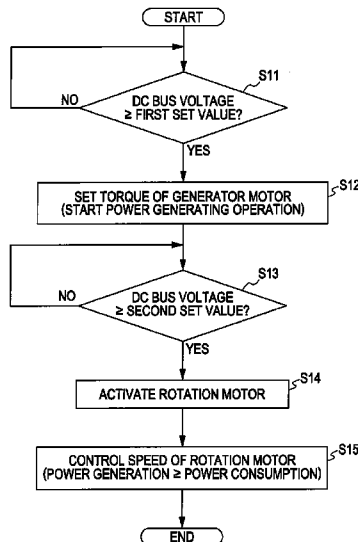 START
S11
NO
DC BUS VOLTAGE
≥ FIRST SET VALUE?
YES
S12
SET TORQUE OF GENERATOR MOTOR
(START POWER GENERATING OPERATION)
S13
NO
DC BUS VOLTAGE
≥ SECOND SET VALUE?
YES
S14
ACTIVATE ROTATION MOTOR
S15
CONTROL SPEED OF ROTATION MOTOR
(POWER GENERATION ≥ POWER CONSUMPTION)
END